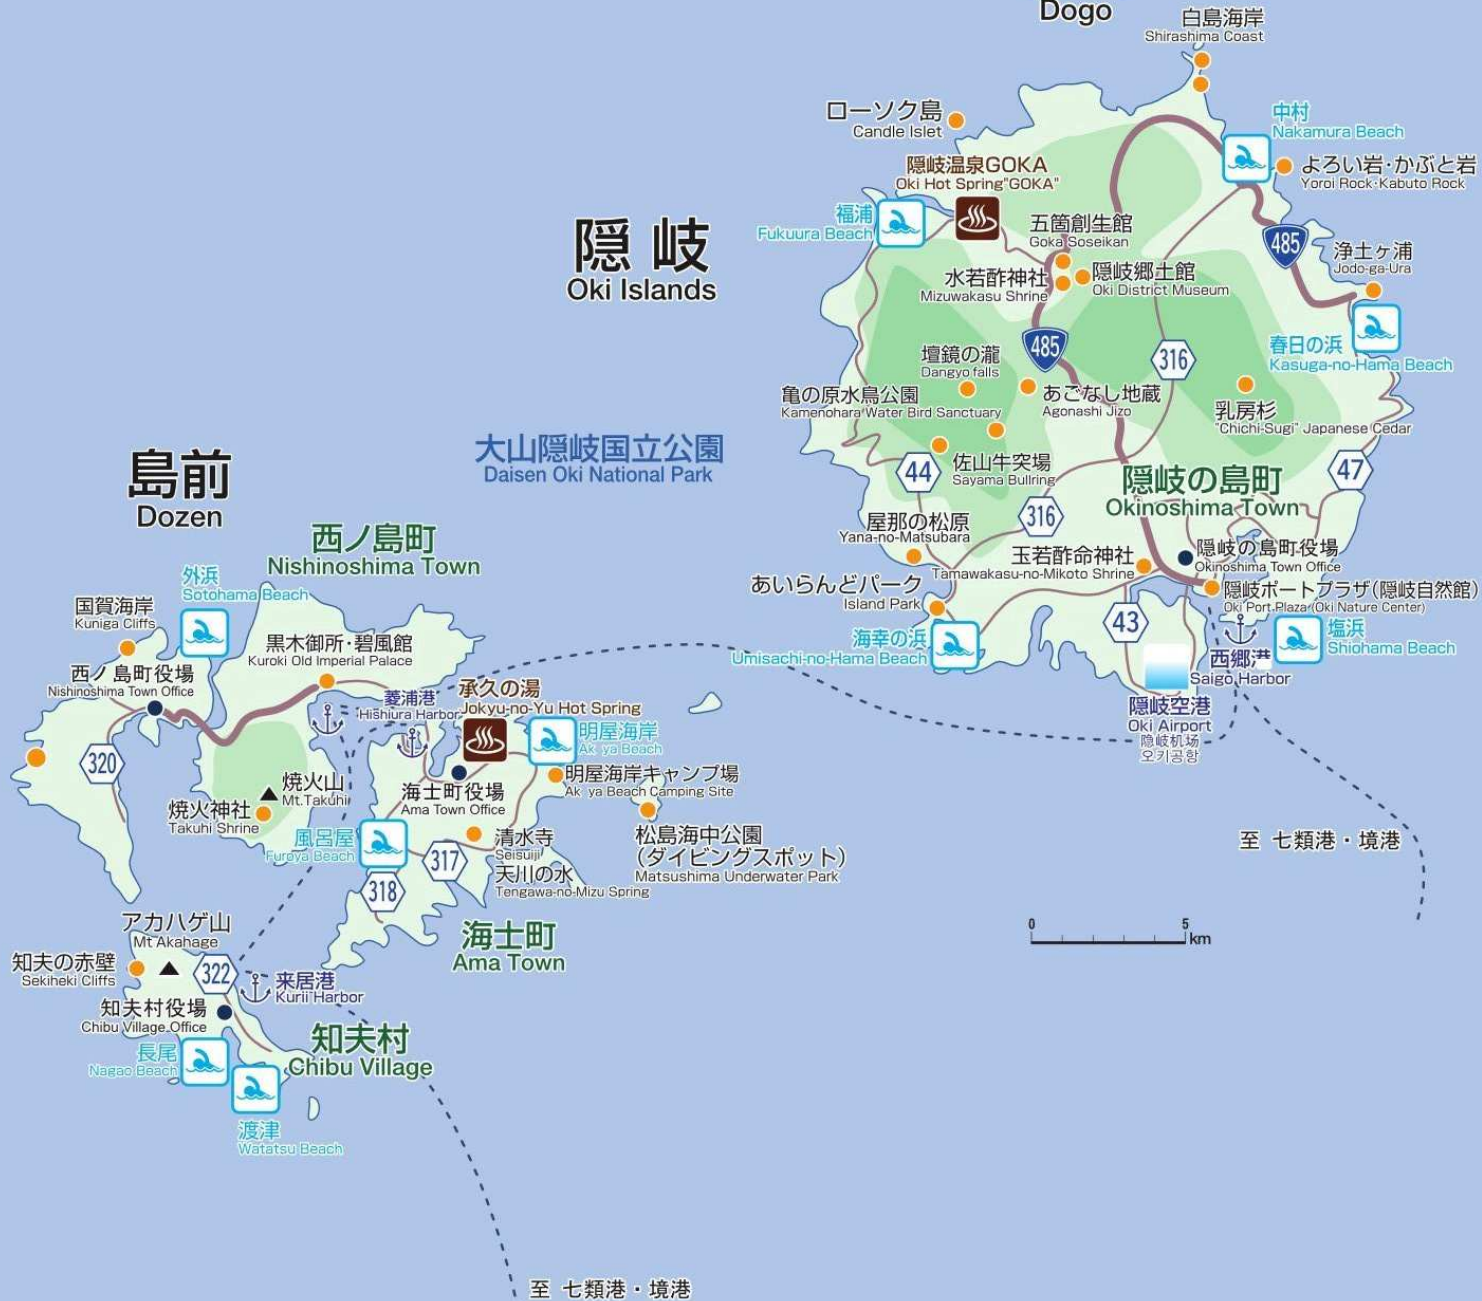 Dogo
白島海岸
Shirashima Coast
ローソク島
Candle Islet
中村
Nakamura Beach
よろい岩・かぶと岩
Yoroi Rock・Kabuto Rock
隠岐温泉GOKA
Oki Hot Spring"GOKA"
福浦
Fukuura Beach
五箇創生館
Goka Soseikan
485
浄土ヶ浦
Jodo-ga-Ura
隠岐
Oki Islands
水若酢神社
Mizuwakasu Shrine
隠岐郷土館
Oki District Museum
485
316
春日の浜
Kasuga-no-Hama Beach
壇鏡の瀧
Dangyo falls
亀の原水鳥公園
Kamenohara Water Bird Sanctuary
あごなし地蔵
Agonashi Jizo
乳房杉
"Chichi-Sugi" Japanese Cedar
大山隠岐国立公園
Daisen Oki National Park
44
佐山牛突場
Sayama Bullring
隠岐の島町
Okinoshima Town
47
島前
Dozen
316
屋那の松原
Yana-no-Matsubara
西ノ島町
Nishinoshima Town
玉若酢命神社
Tamawakasu-no-Mikoto Shrine
隠岐の島町役場
Okinoshima Town Office
あいらんどパーク
Island Park
隠岐ポートプラザ(隠岐自然館)
Oki Port Plaza (Oki Nature Center)
外浜
Sotohama Beach
国賀海岸
Kuniga Cliffs
43
海幸の浜
Umisachi-no-Hama Beach
塩浜
Shiohama Beach
黒木御所・碧風館
Kuroki Old Imperial Palace
西郷港
Saigo Harbor
西ノ島町役場
Nishinoshima Town Office
菱浦港
Hishiura Harbor
承久の湯
Jokyu-no-Yu Hot Spring
隠岐空港
Oki Airport
隐岐机场
오키공항
明屋海岸
Ak ya Beach
320
明屋海岸キャンプ場
Ak ya Beach Camping Site
焼火山
Mt.Takuhi
海士町役場
Ama Town Office
焼火神社
Takuhi Shrine
風呂屋
Furoya Beach
清水寺
Seisuiji
松島海中公園
(ダイビングスポット)
Matsushima Underwater Park
317
天川の水
Tengawa-no-Mizu Spring
318
至 七類港・境港
アカハゲ山
Mt Akahage
海士町
Ama Town
0 5
km
知夫の赤壁
Sekiheki Cliffs
322
来居港
Kurii Harbor
知夫村役場
Chibu Village Office
知夫村
Chibu Village
長尾
Nagao Beach
渡津
Watatsu Beach
至 七類港・境港